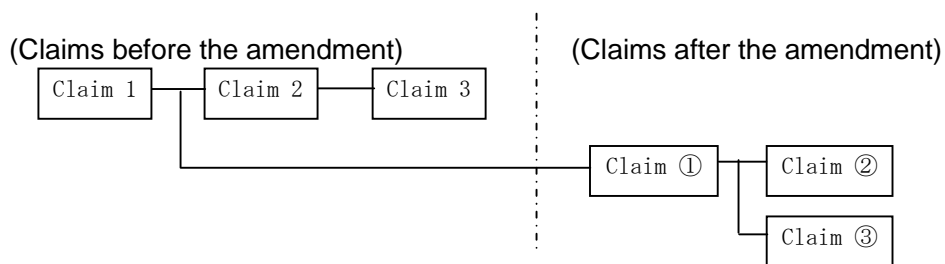 (Claims before the amendment) (Claims after the amendment)
Claim 1 Claim 2 Claim 3
Claim ① Claim ②
Claim ③